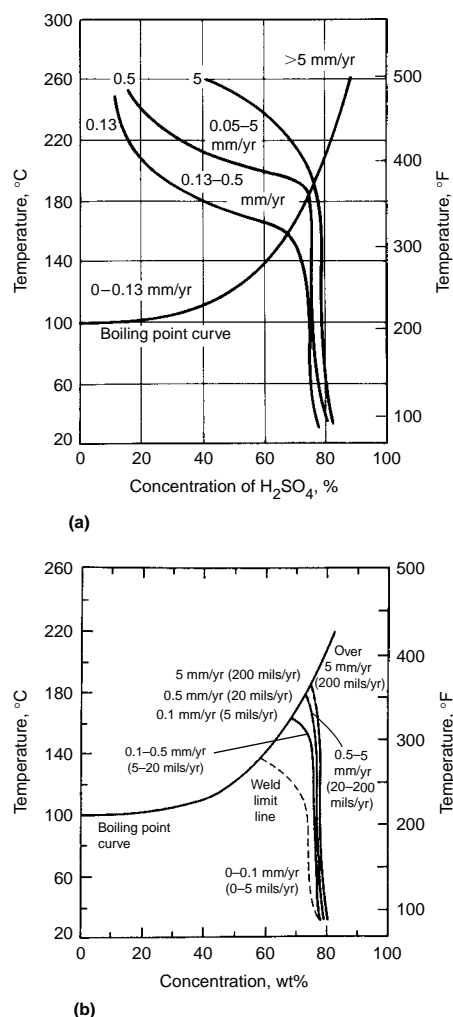 300
260
220
180
140
100
60
20
Temperature, °C
500
400
300
200
100
Temperature, °F
>5 mm/yr
0.5
5
0.13
0.05–5
mm/yr
0.13–0.5
mm/yr
0–0.13 mm/yr
Boiling point curve
0 20 40 60 80 100
Concentration of H₂SO₄, %
(a)
260
220
180
140
100
60
20
Temperature, °C
500
400
300
200
100
Temperature, °F
Over
5 mm/yr
(200 mils/yr)
5 mm/yr (200 mils/yr)
0.5 mm/yr (20 mils/yr)
0.1 mm/yr (5 mils/yr)
0.1–0.5 mm/yr
(5–20 mils/yr)
0.5–5
mm/yr
(20–200
mils/yr)
Weld
limit
line
Boiling point
curve
0–0.1 mm/yr
(0–5 mils/yr)
0 20 40 60 80 100
Concentration, wt%
(b)